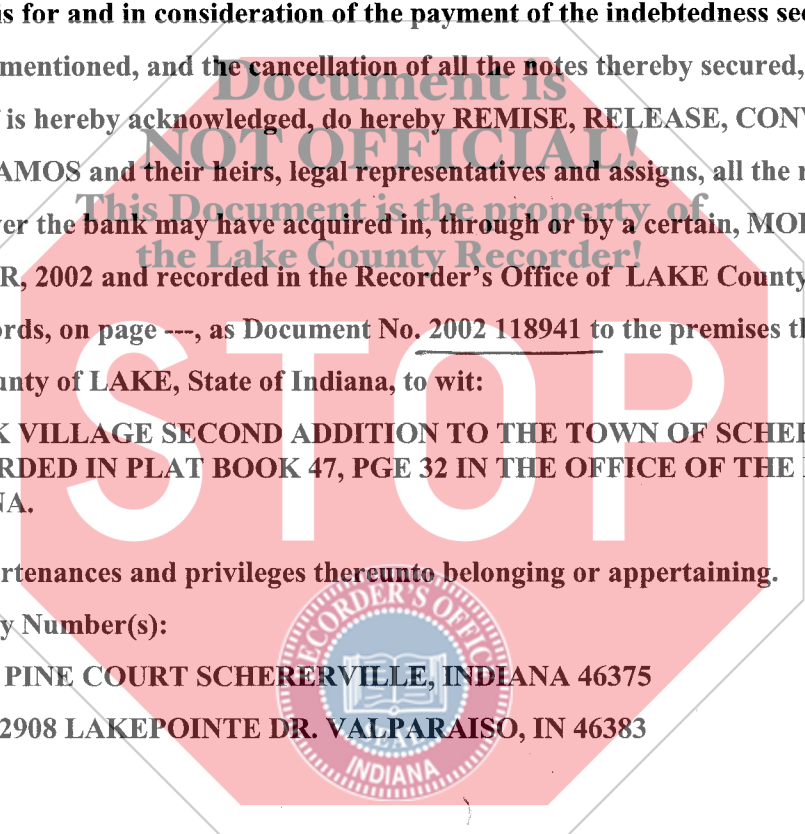 is for and in consideration of the payment of the indebtedness sec
mentioned, and the cancellation of all the notes thereby secured,
Document is
is hereby acknowledged, do hereby REMISE, RELEASE, CONV
NOT OFFICIAL!
AMOS and their heirs, legal representatives and assigns, all the r
This Document is the property of
ver the bank may have acquired in, through or by a certain, MOR
the Lake County Recorder!
R, 2002 and recorded in the Recorder's Office of LAKE County
ords, on page ---, as Document No. 2002 118941 to the premises th
unty of LAKE, State of Indiana, to wit:
STOP
K VILLAGE SECOND ADDITION TO THE TOWN OF SCHER
RDED IN PLAT BOOK 47, PGE 32 IN THE OFFICE OF THE
NA.
rtenances and privileges thereunto belonging or appertaining.
y Number(s):
RECORDER'S OFFICE
PINE COURT SCHERERVILLE, INDIANA 46375
2908 LAKEPOINTE DR. VALPARAISO, IN 46383
SEAL
INDIANA